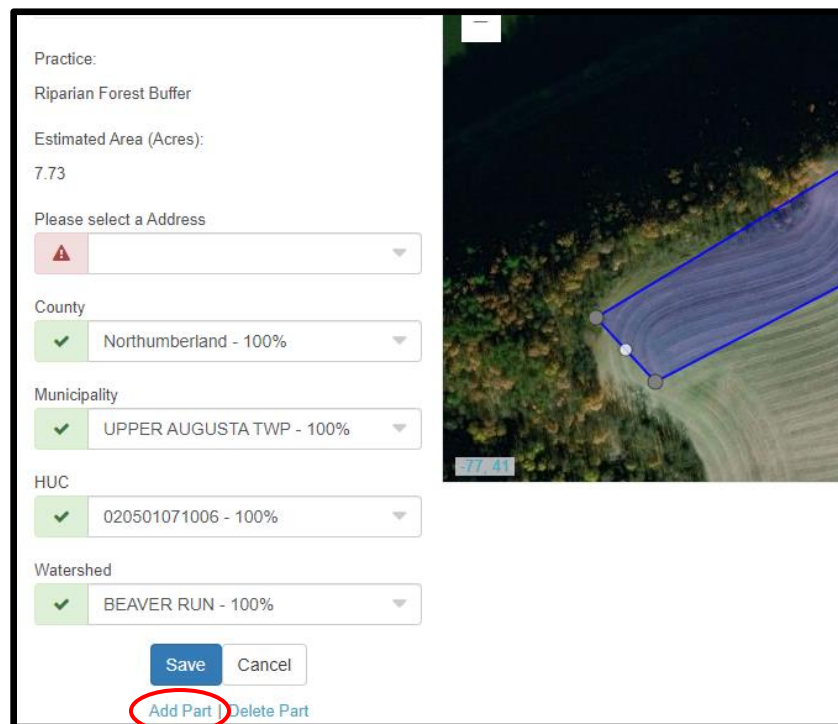 Practice:
Riparian Forest Buffer
Estimated Area (Acres):
7.73
Please select a Address
County
Northumberland - 100%
Municipality
UPPER AUGUSTA TWP - 100%
HUC
020501071006 - 100%
Watershed
BEAVER RUN - 100%
Save Cancel
Add Part | Delete Part
-77, 41